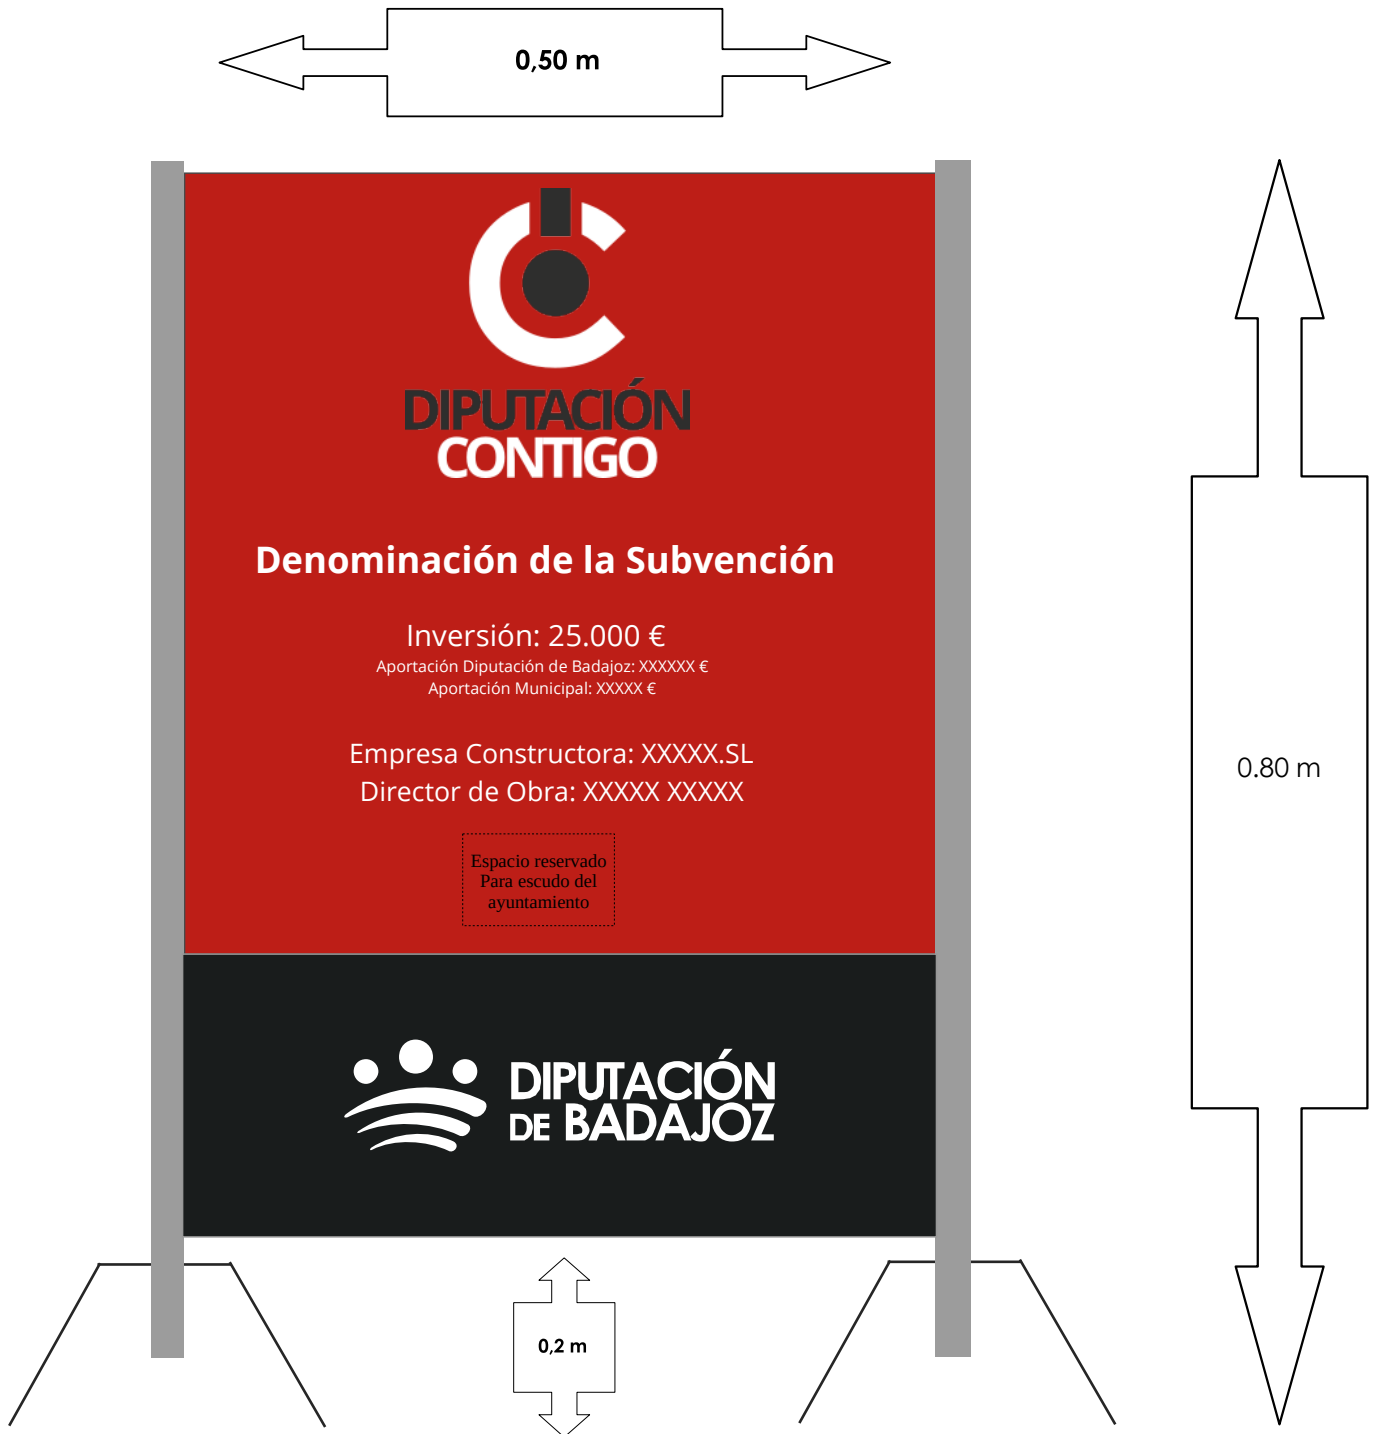 0,50 m
DIPUTACIÓN
CONTIGO
Denominación de la Subvención
Inversión: 25.000 €
Aportación Diputación de Badajoz: XXXXXX €
Aportación Municipal: XXXXX €
Empresa Constructora: XXXXX.SL
Director de Obra: XXXXX XXXXX
Espacio reservado
Para escudo del
ayuntamiento
DIPUTACIÓN
DE BADAJOZ
0.80 m
0,2 m